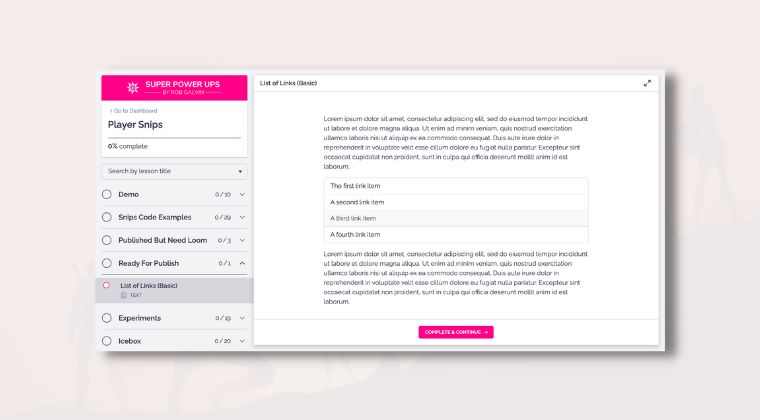 SUPER POWER UPS
BY ROB GALVIN
Go to Dashboard
Player Snips
0% complete
Search by lesson title
Demo 0/10
Snips Code Examples 0/29
Published But Need Loom 0/3
Ready For Publish 0/1
List of Links (Basic)
TEXT
Experiments 0/19
Icebox 0/20
List of Links (Basic)
Lorem ipsum dolor sit amet, consectetur adipiscing elit, sed do eiusmod tempor incididunt
ut labore et dolore magna aliqua. Ut enim ad minim veniam, quis nostrud exercitation
ullamco laboris nisi ut aliquip ex ea commodo consequat. Duis aute irure dolor in
reprehenderit in voluptate velit esse cillum dolore eu fugiat nulla pariatur. Excepteur sint
occaecat cupidatat non proident, sunt in culpa qui officia deserunt mollit anim id est
laborum.
The first link item
A second link item
A third link item
A fourth link item
Lorem ipsum dolor sit amet, consectetur adipiscing elit, sed do eiusmod tempor incididunt
ut labore et dolore magna aliqua. Ut enim ad minim veniam, quis nostrud exercitation
ullamco laboris nisi ut aliquip ex ea commodo consequat. Duis aute irure dolor in
reprehenderit in voluptate velit esse cillum dolore eu fugiat nulla pariatur. Excepteur sint
occaecat cupidatat non proident, sunt in culpa qui officia deserunt mollit anim id est
laborum.
COMPLETE & CONTINUE →